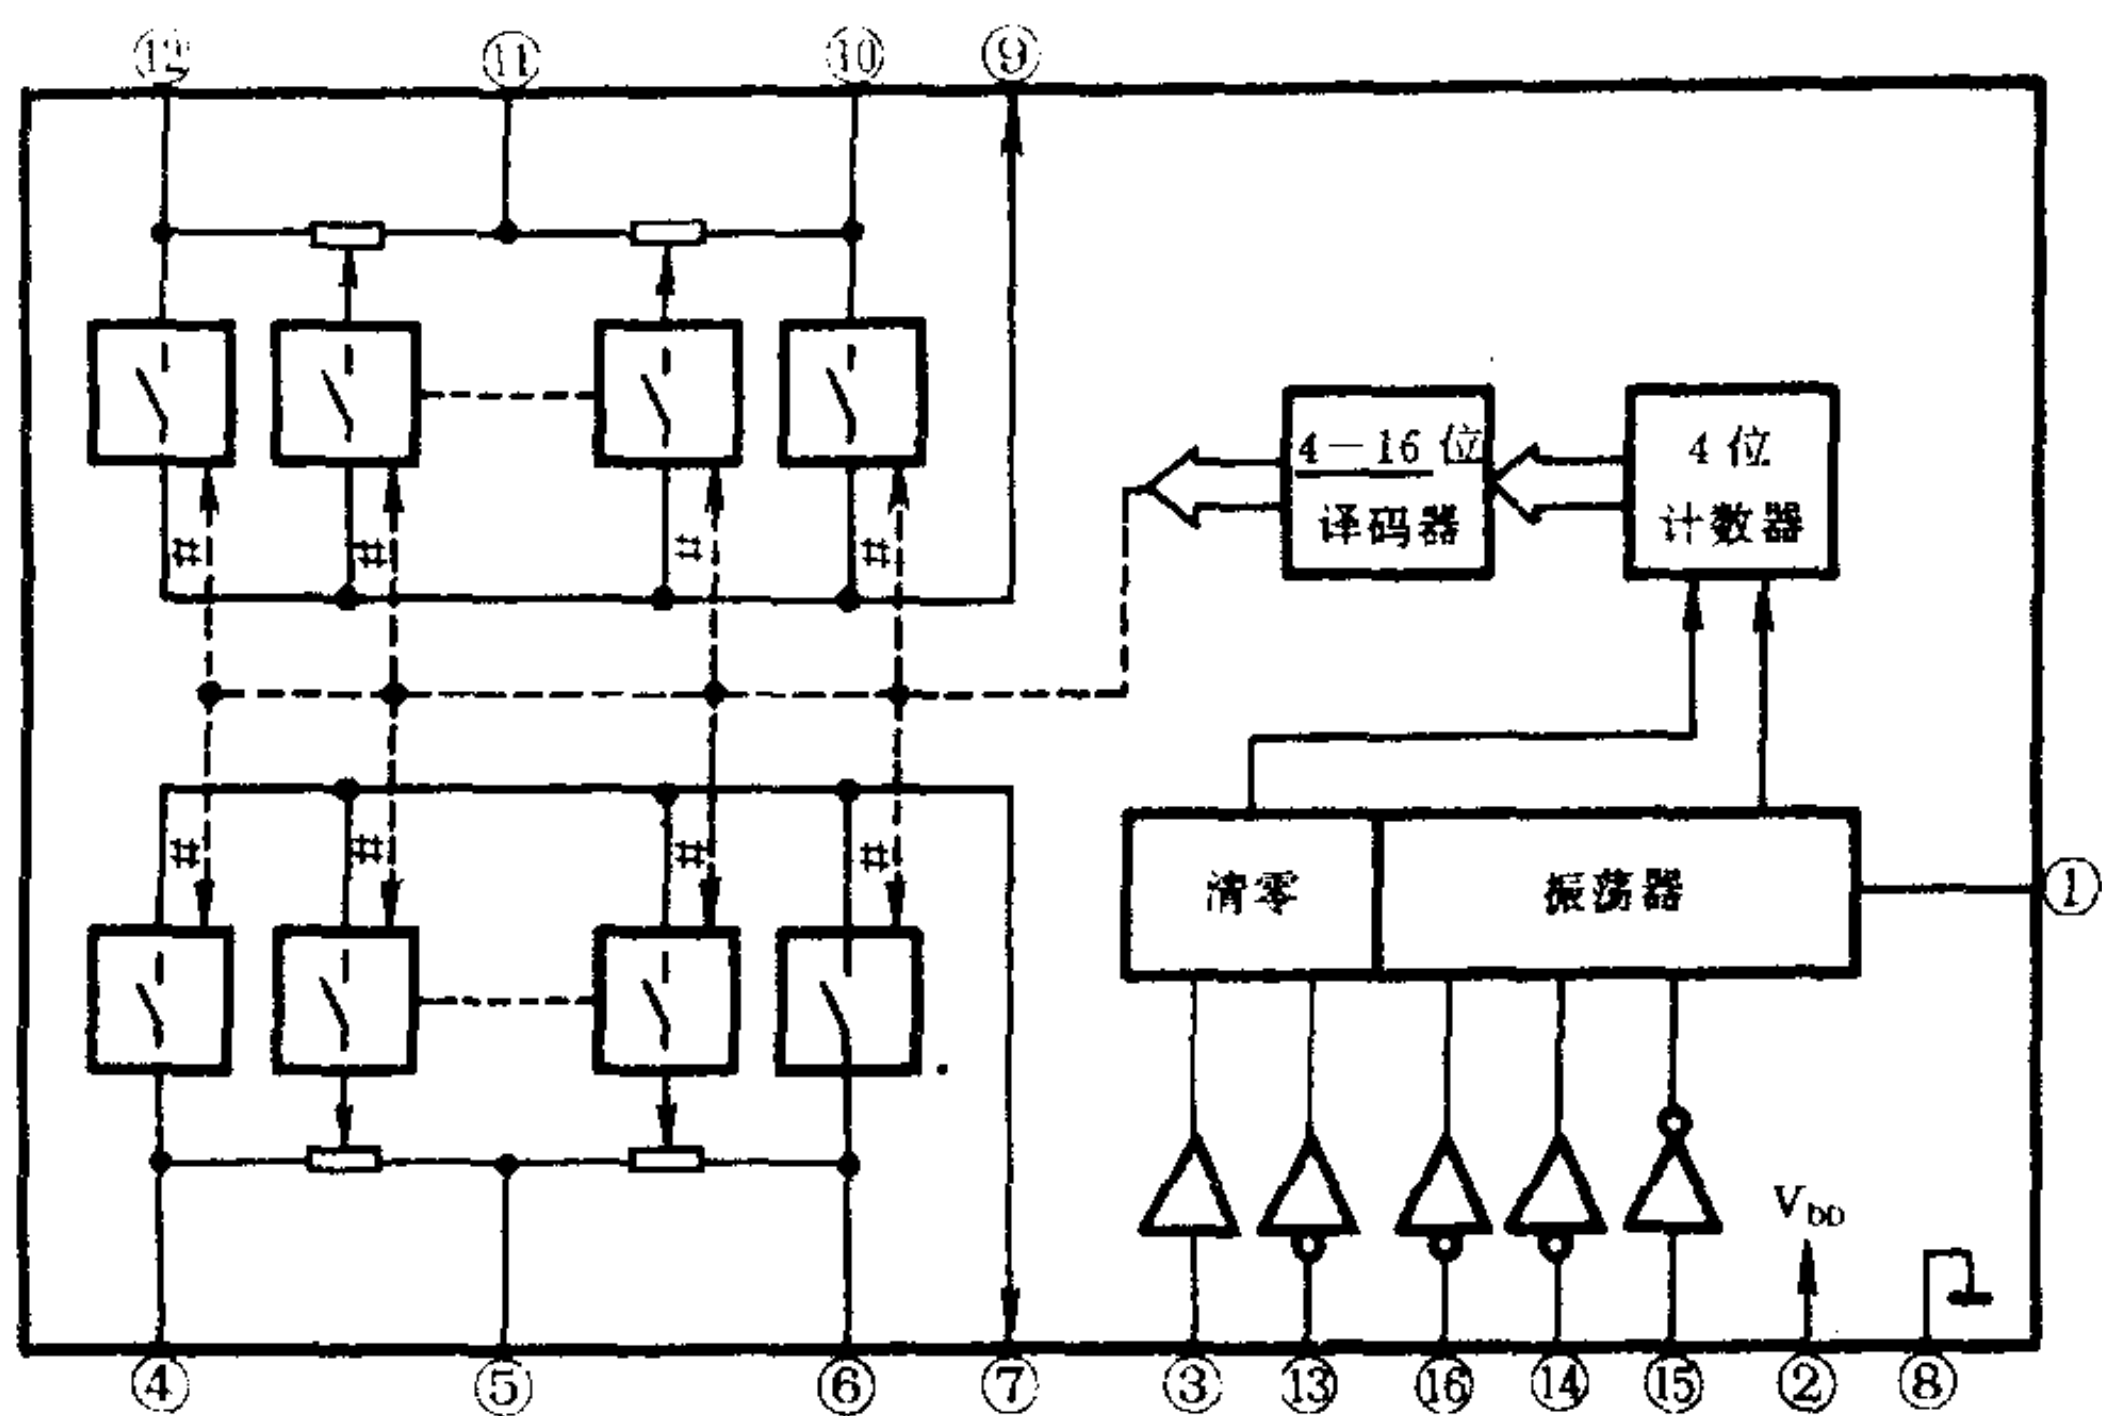 ⑫ ⑪ ⑩ ⑨
4－16 位
译码器
4 位
计数器
# # # #
# # # #
清零 振荡器
①
V_DD
④ ⑤ ⑥ ⑦ ③ ⑬ ⑯ ⑭ ⑮ ② ⑧